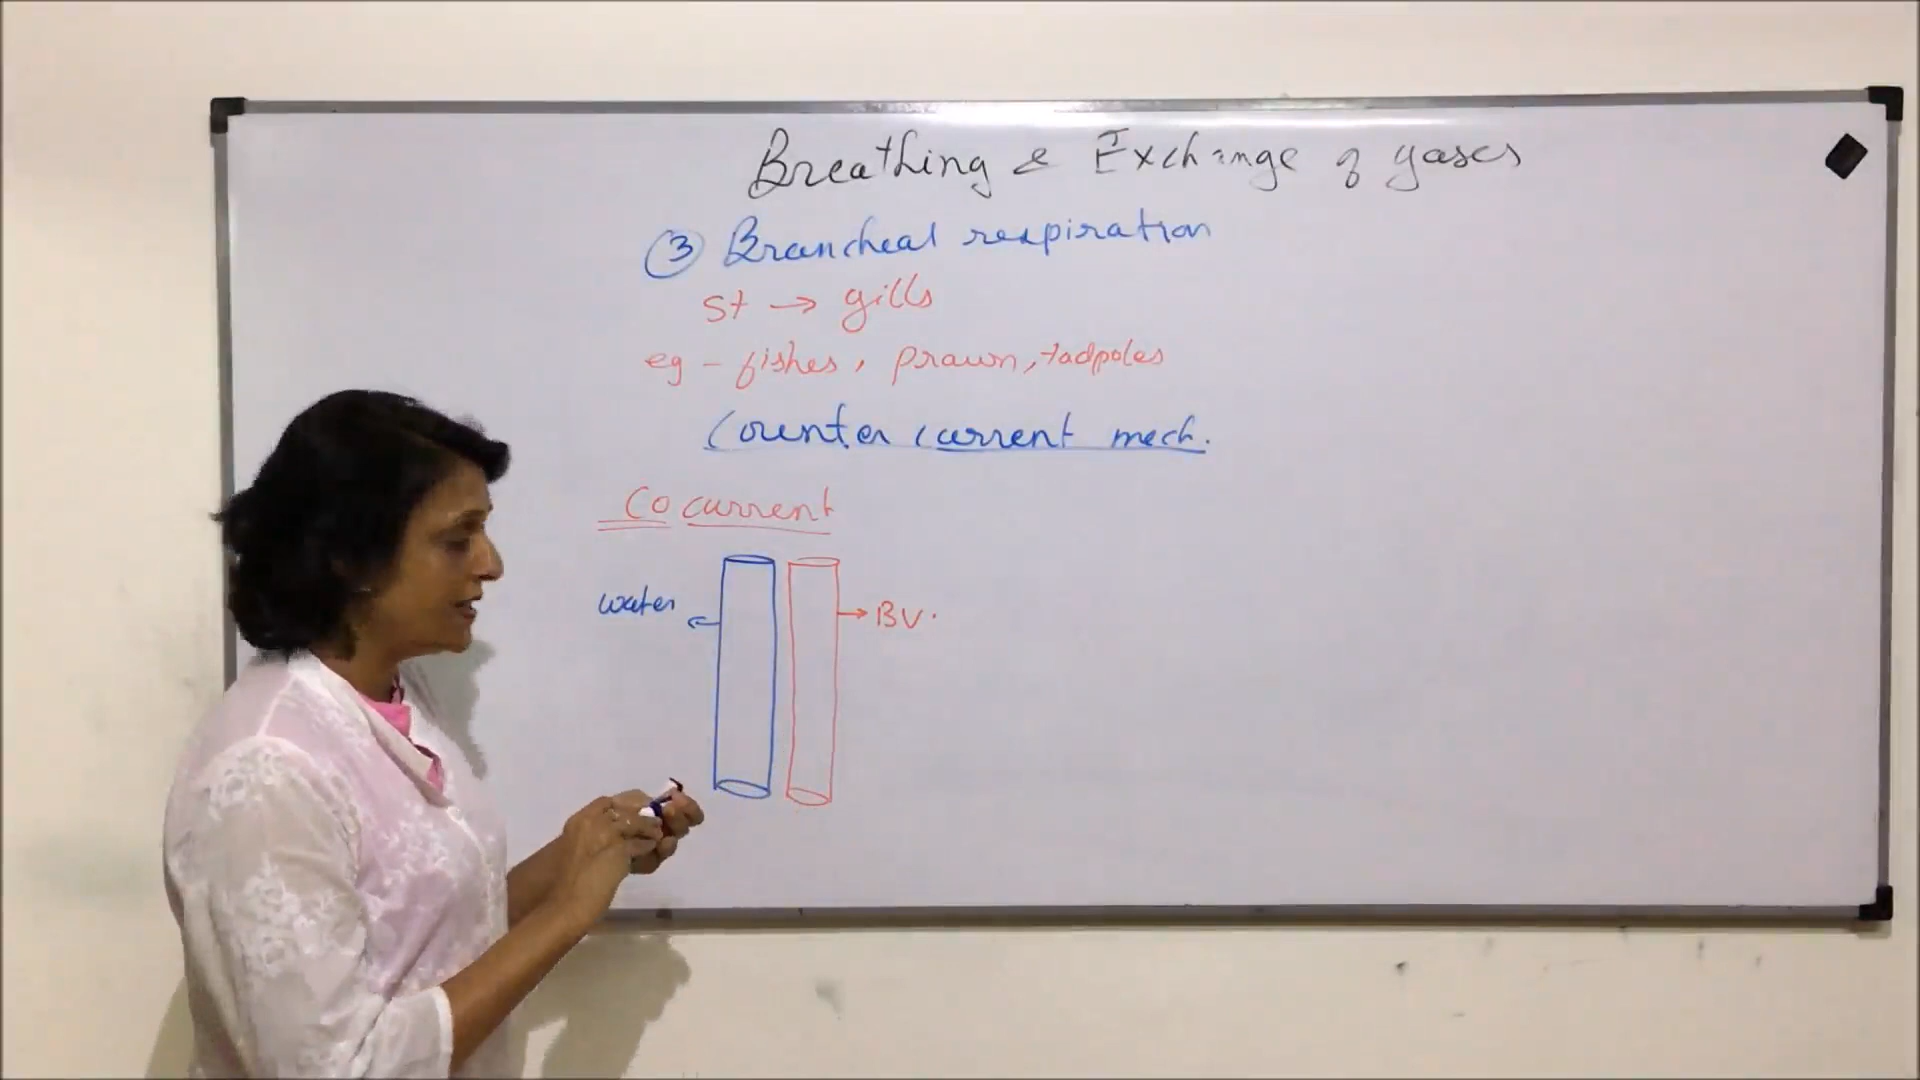 Breathing & Exchange of gases
③ Brancheal respiration
St → gills
eg - fishes, prawn, tadpoles
Counter current mech.
Co current
water
BV.